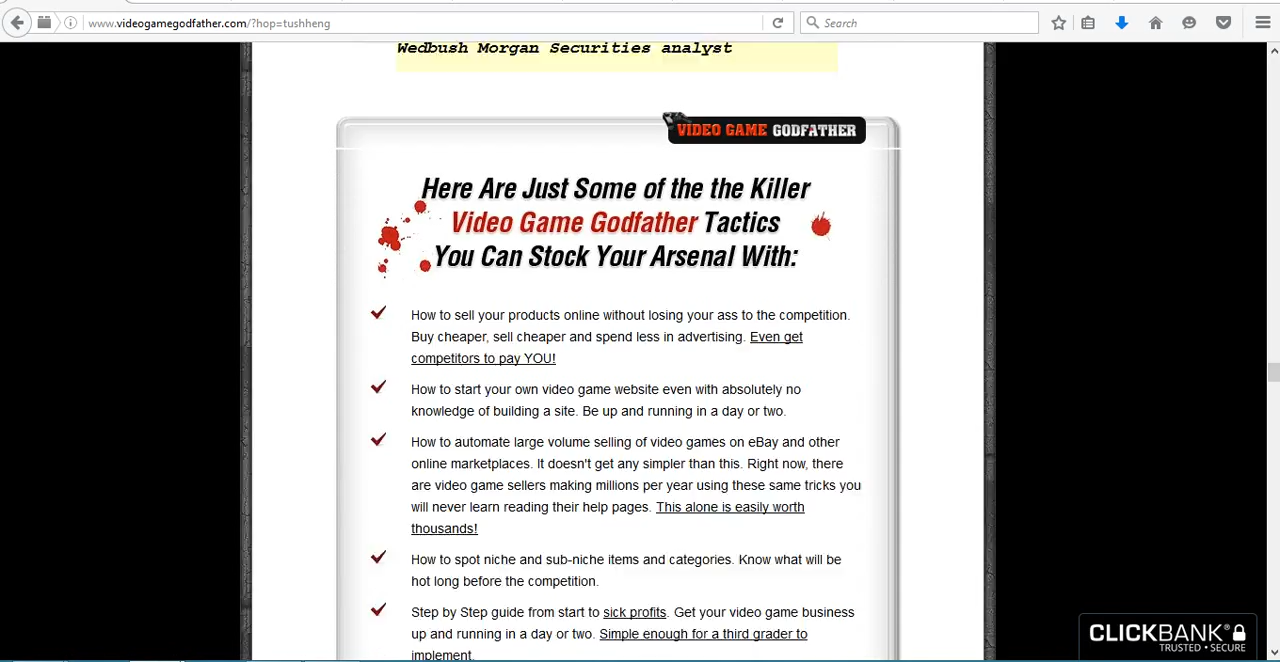 www.videogamegodfather.com/?hop=tushheng
Search
Wedbush Morgan Securities analyst
VIDEO GAME GODFATHER
Here Are Just Some of the the Killer
Video Game Godfather Tactics
You Can Stock Your Arsenal With:
How to sell your products online without losing your ass to the competition.
Buy cheaper, sell cheaper and spend less in advertising. Even get
competitors to pay YOU!
How to start your own video game website even with absolutely no
knowledge of building a site. Be up and running in a day or two.
How to automate large volume selling of video games on eBay and other
online marketplaces. It doesn't get any simpler than this. Right now, there
are video game sellers making millions per year using these same tricks you
will never learn reading their help pages. This alone is easily worth
thousands!
How to spot niche and sub-niche items and categories. Know what will be
hot long before the competition.
Step by Step guide from start to sick profits. Get your video game business
up and running in a day or two. Simple enough for a third grader to
implement.
CLICKBANK®
TRUSTED • SECURE